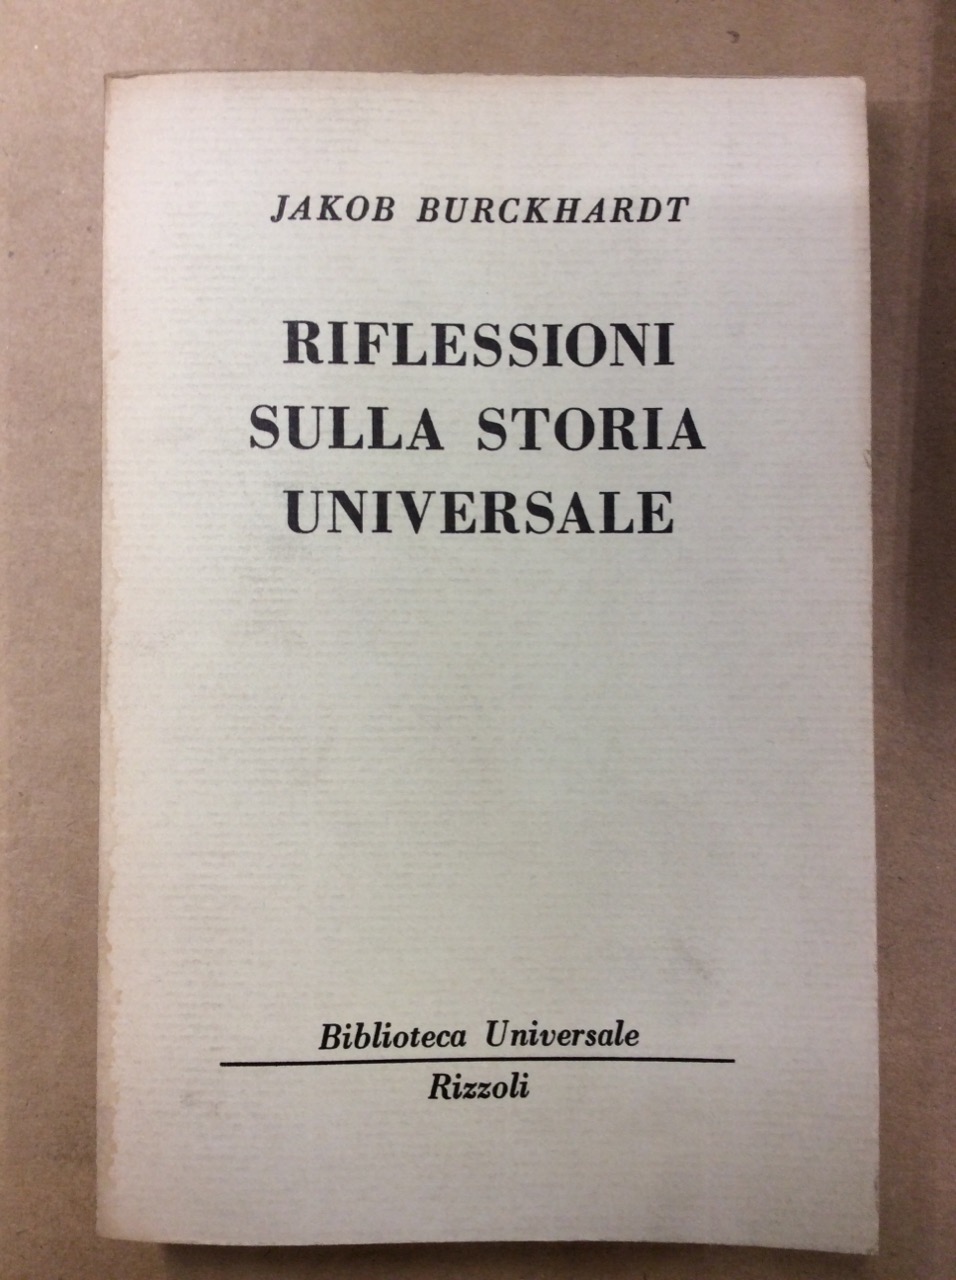 JAKOB BURCKHARDT
RIFLESSIONI
SULLA STORIA
UNIVERSALE
Biblioteca Universale
Rizzoli